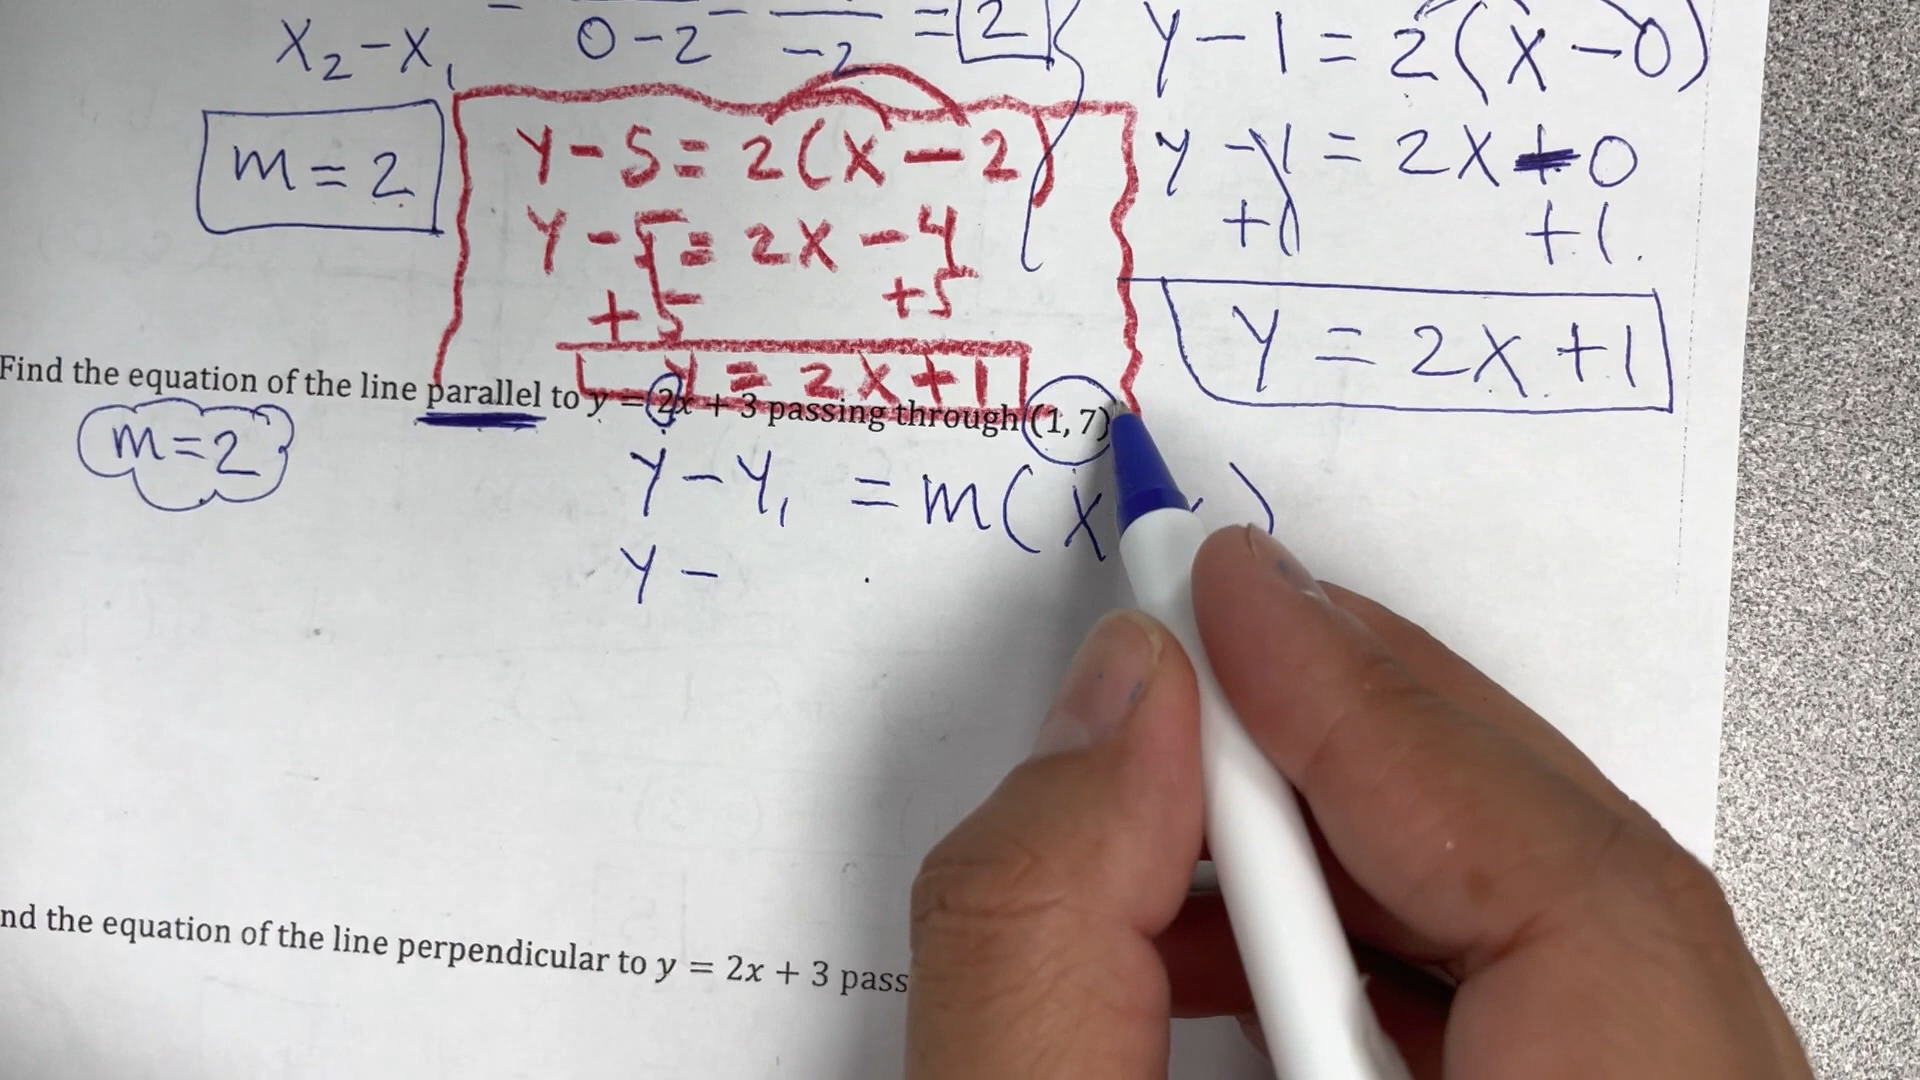 x₂-x₁ - 0-2 - -2 = 2
m=2
y-5=2(x-2)
y-5=2x-4
+5 +5
y=2x+1
y-1=2(x-0)
y-1=2x+0
+1 +1
y=2x+1
Find the equation of the line parallel to y = 2x + 3 passing through (1, 7)
m=2
y-y₁=m(x
y-
nd the equation of the line perpendicular to y = 2x + 3 pass